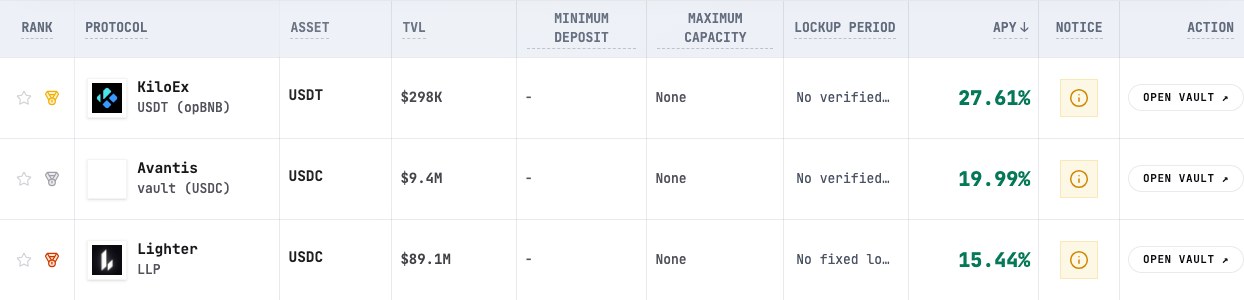 RANK PROTOCOL ASSET TVL MINIMUM DEPOSIT MAXIMUM CAPACITY LOCKUP PERIOD APY↓ NOTICE ACTION
KiloEx
USDT (opBNB) USDT $298K - None No verified… 27.61% OPEN VAULT ↗
Avantis
vault (USDC) USDC $9.4M - None No verified… 19.99% OPEN VAULT ↗
Lighter
LLP USDC $89.1M - None No fixed lo… 15.44% OPEN VAULT ↗